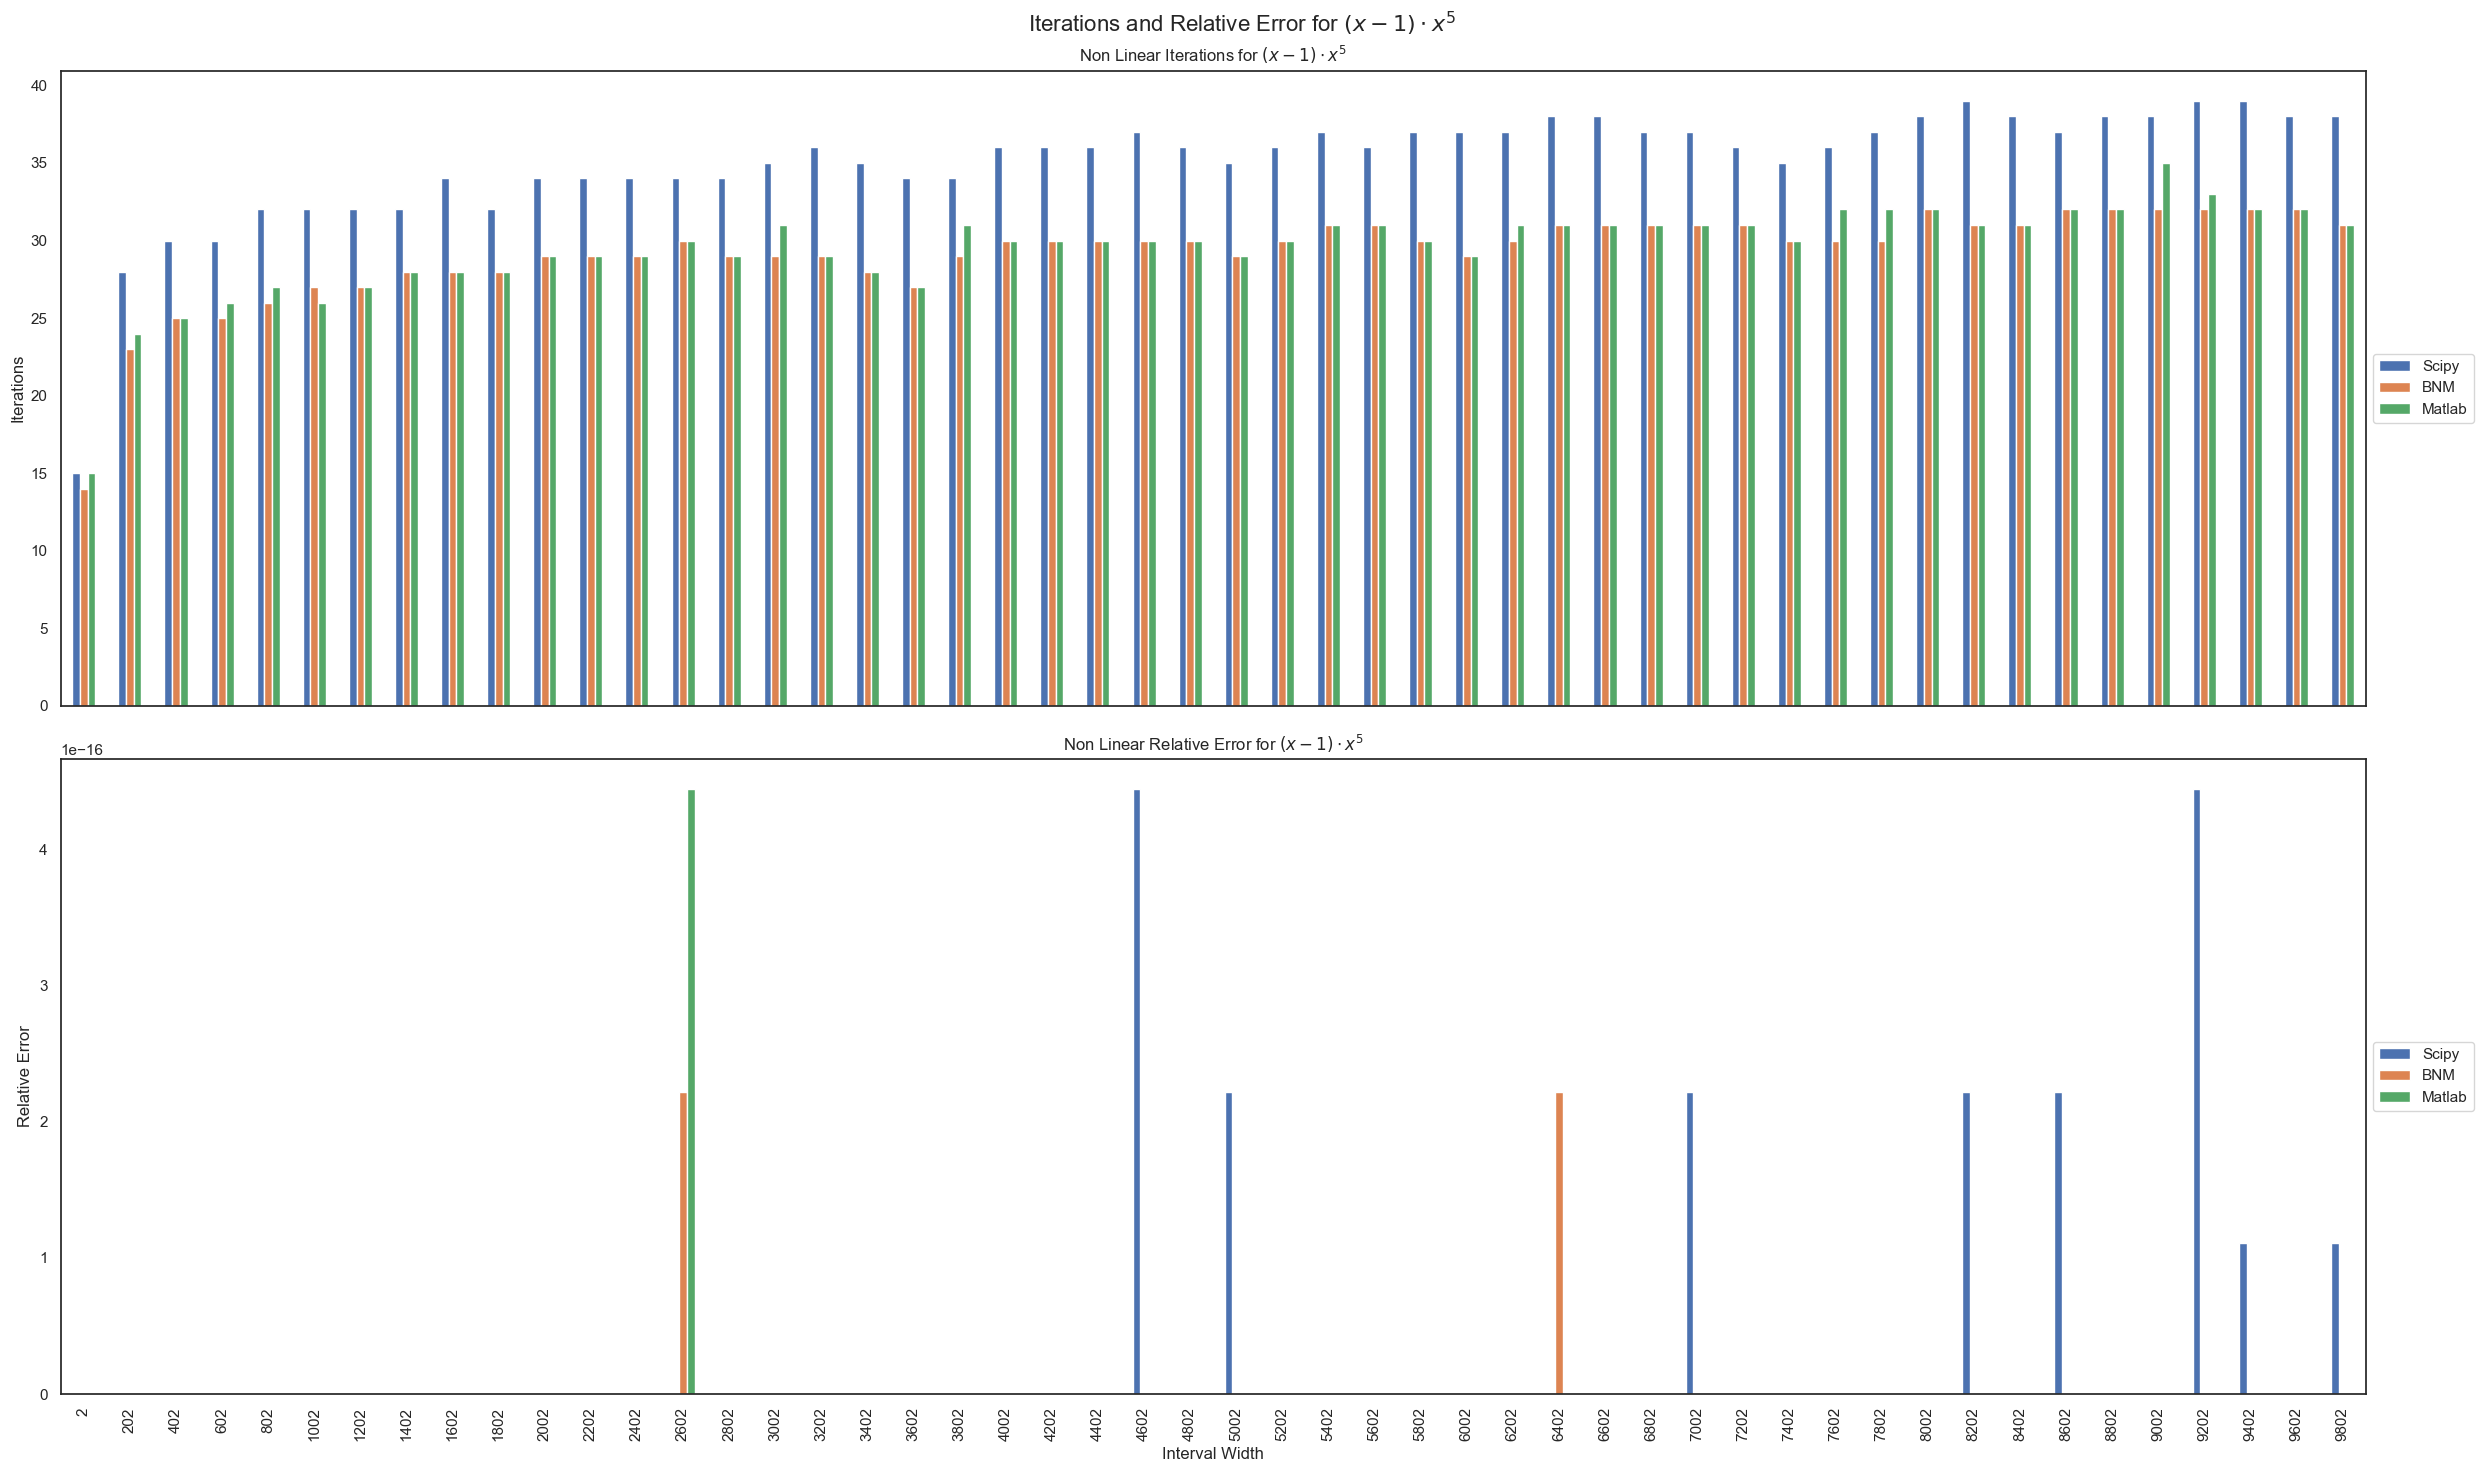 Iterations and Relative Error for (x − 1) · x⁵
Non Linear Iterations for (x − 1) · x⁵
40
35
30
25
20
15
10
5
0
Iterations
Scipy
BNM
Matlab
1e−16
Non Linear Relative Error for (x − 1) · x⁵
4
3
2
1
0
Relative Error
Scipy
BNM
Matlab
2 202 402 602 802 1002 1202 1402 1602 1802 2002 2202 2402 2602 2802 3002 3202 3402 3602 3802 4002 4202 4402 4602 4802 5002 5202 5402 5602 5802 6002 6202 6402 6602 6802 7002 7202 7402 7602 7802 8002 8202 8402 8602 8802 9002 9202 9402 9602 9802
Interval Width